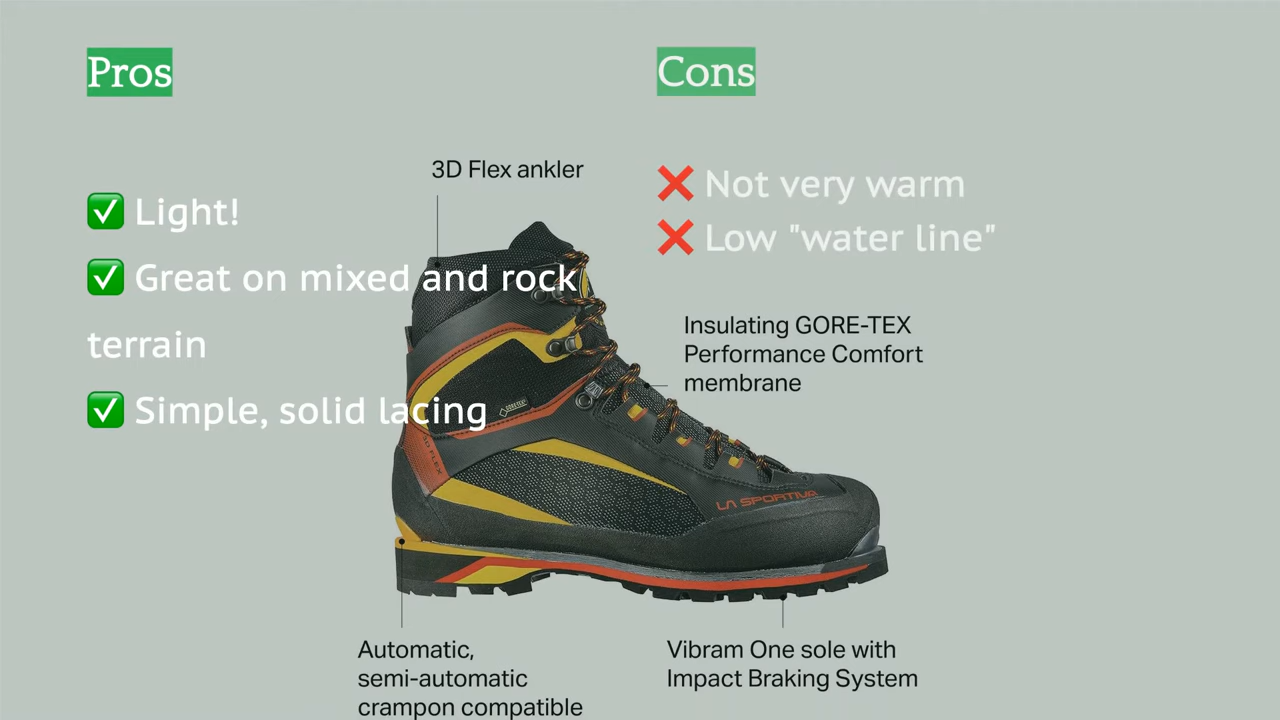 Pros
Cons
3D Flex ankler
✅ Light!
✅ Great on mixed and rock
terrain
✅ Simple, solid lacing
❌ Not very warm
❌ Low "water line"
Insulating GORE-TEX
Performance Comfort
membrane
3D FLEX
LA SPORTIVA
Automatic,
semi-automatic
crampon compatible
Vibram One sole with
Impact Braking System